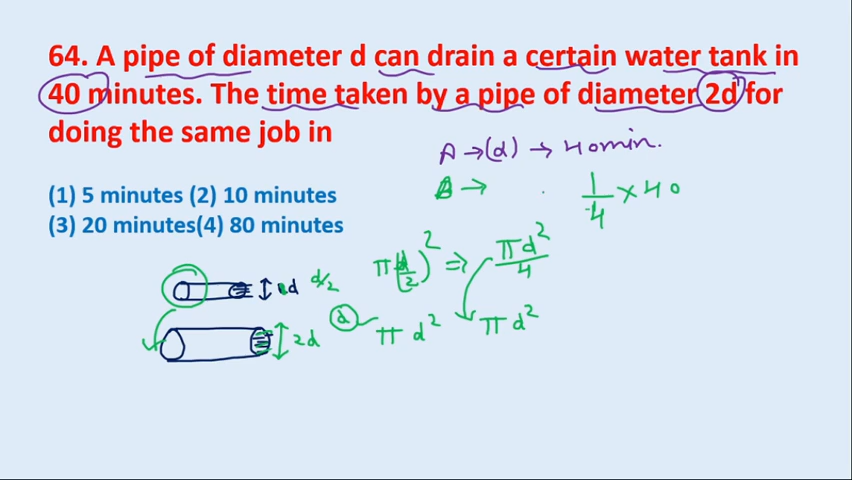 64. A pipe of diameter d can drain a certain water tank in
40 minutes. The time taken by a pipe of diameter 2d for
doing the same job in
A → (d) → 40min.
(1) 5 minutes (2) 10 minutes
B → 1/4 × 40
(3) 20 minutes(4) 80 minutes
π(d/2)² ⇒ πd²/4
d d/2
2d d πd² πd²